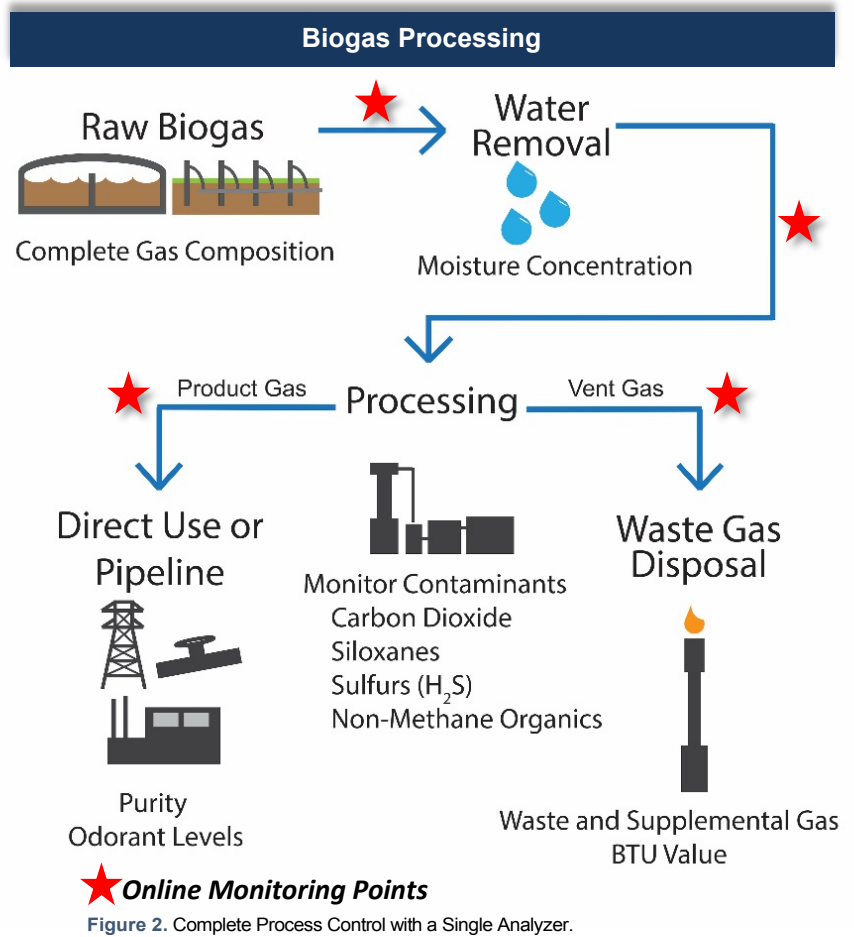 Biogas Processing
Raw Biogas
Complete Gas Composition
Water
Removal
Moisture Concentration
Product Gas
Processing
Vent Gas
Direct Use or
Pipeline
Purity
Odorant Levels
Monitor Contaminants
Carbon Dioxide
Siloxanes
Sulfurs (H₂S)
Non-Methane Organics
Waste Gas
Disposal
Waste and Supplemental Gas
BTU Value
Online Monitoring Points
Figure 2. Complete Process Control with a Single Analyzer.